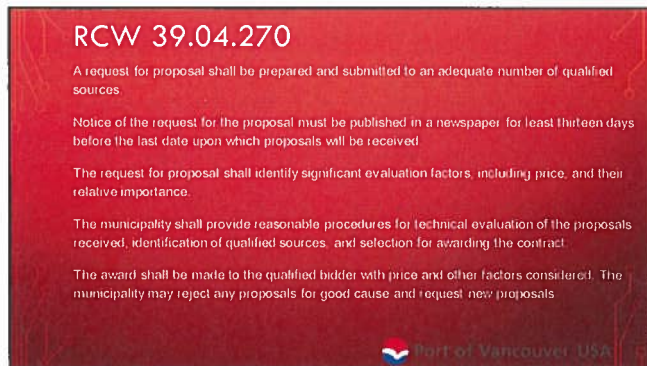 RCW 39.04.270
A request for proposal shall be prepared and submitted to an adequate number of qualified
sources.
Notice of the request for the proposal must be published in a newspaper for least thirteen days
before the last date upon which proposals will be received
The request for proposal shall identify significant evaluation factors, including price, and their
relative importance.
The municipality shall provide reasonable procedures for technical evaluation of the proposals
received, identification of qualified sources, and selection for awarding the contract.
The award shall be made to the qualified bidder with price and other factors considered. The
municipality may reject any proposals for good cause and request new proposals
Port of Vancouver USA